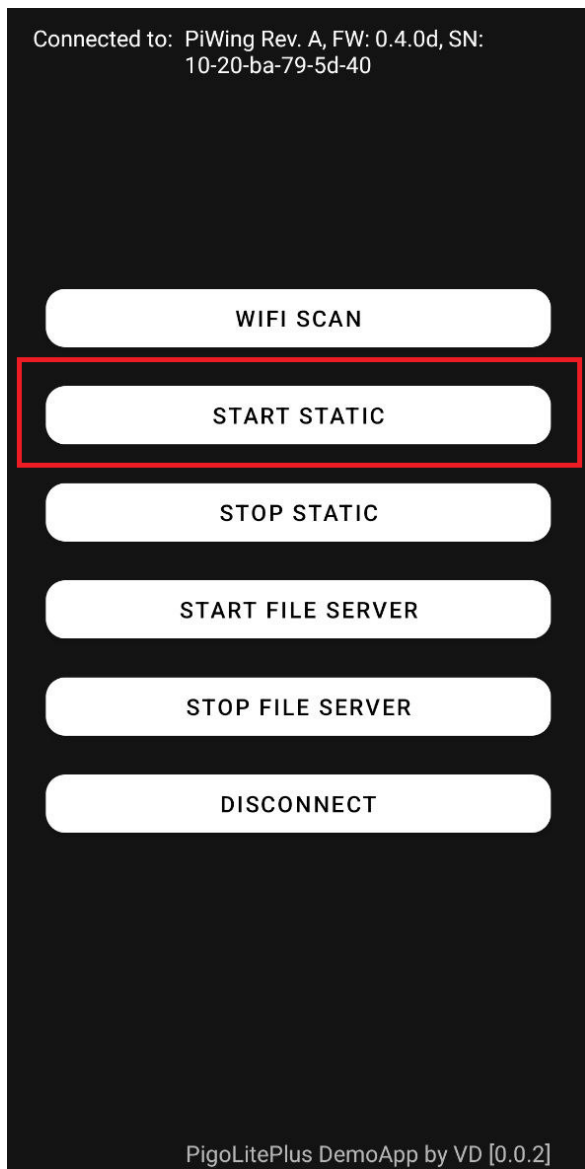 Connected to: PiWing Rev. A, FW: 0.4.0d, SN:
10-20-ba-79-5d-40
WIFI SCAN
START STATIC
STOP STATIC
START FILE SERVER
STOP FILE SERVER
DISCONNECT
PigoLitePlus DemoApp by VD [0.0.2]